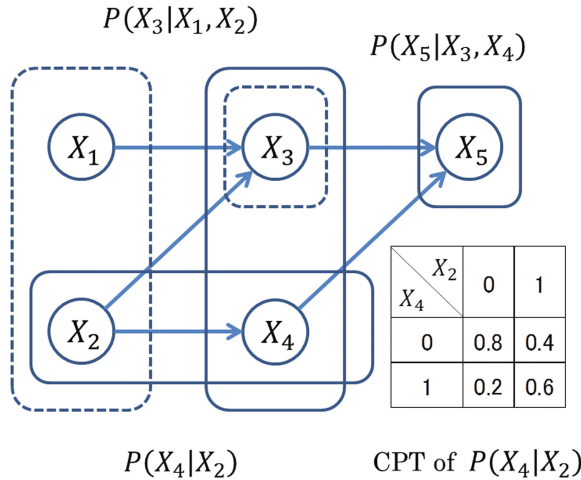 P(X₃|X₁, X₂)
P(X₅|X₃, X₄)
X₁
X₃
X₅
X₂
X₄
X₂ 0 1
X₄
0 0.8 0.4
1 0.2 0.6
P(X₄|X₂)
CPT of P(X₄|X₂)